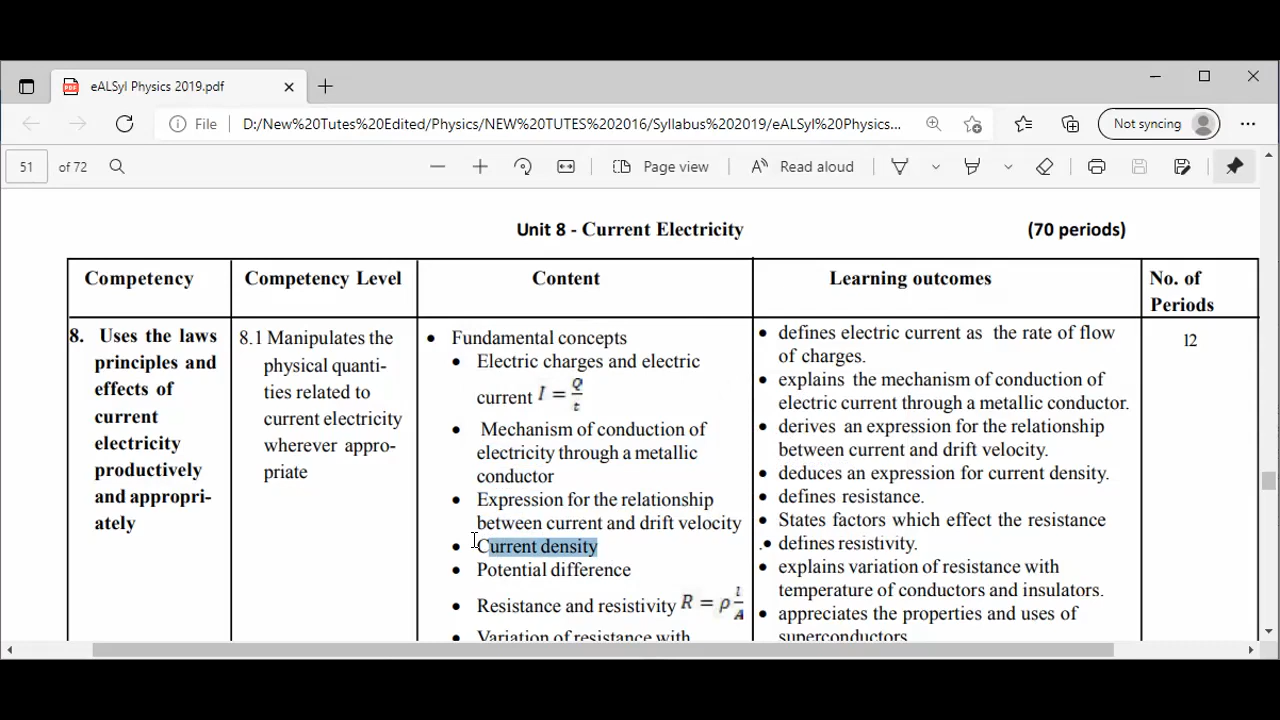 eALSyl Physics 2019.pdf
File D:/New%20Tutes%20Edited/Physics/NEW%20TUTES%202016/Syllabus%202019/eALSyl%20Physics... Not syncing
51 of 72 Page view Read aloud
Unit 8 - Current Electricity (70 periods)
Competency
Competency Level
Content
Learning outcomes
No. of
Periods
8. Uses the laws
principles and
effects of
current
electricity
productively
and appropri-
ately
8.1 Manipulates the
physical quanti-
ties related to
current electricity
wherever appro-
priate
• Fundamental concepts
• Electric charges and electric
current I = Q/t
• Mechanism of conduction of
electricity through a metallic
conductor
• Expression for the relationship
between current and drift velocity
• Current density
• Potential difference
• Resistance and resistivity R = ρ l/A
• Variation of resistance with
• defines electric current as the rate of flow
of charges.
• explains the mechanism of conduction of
electric current through a metallic conductor.
• derives an expression for the relationship
between current and drift velocity.
• deduces an expression for current density.
• defines resistance.
• States factors which effect the resistance
.• defines resistivity.
• explains variation of resistance with
temperature of conductors and insulators.
• appreciates the properties and uses of
superconductors
12